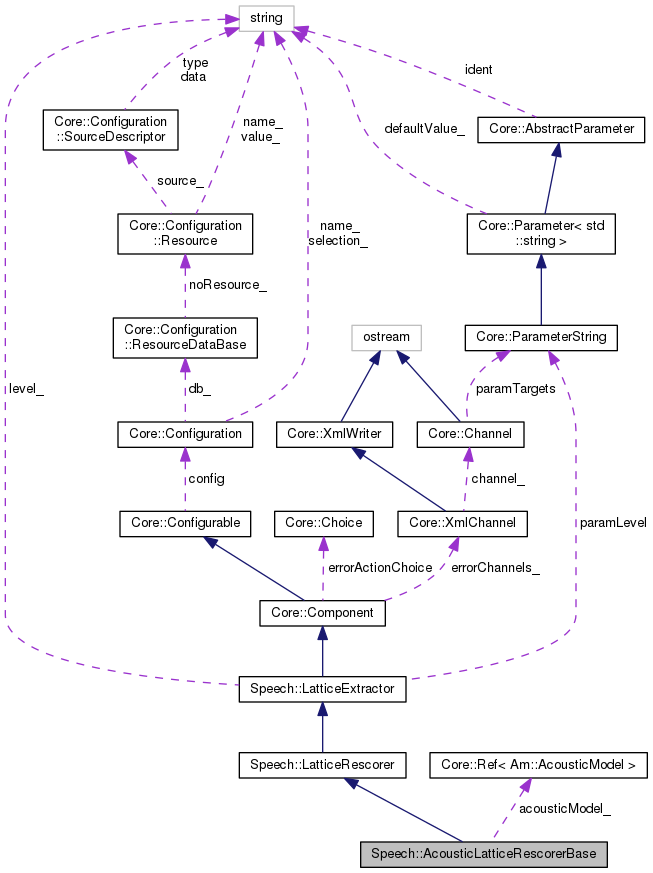 string
type
data
ident
Core::Configuration
::SourceDescriptor
name_
value_
defaultValue_
Core::AbstractParameter
source_
Core::Configuration
::Resource
name_
selection_
Core::Parameter< std
::string >
noResource_
Core::Configuration
::ResourceDataBase
ostream
Core::ParameterString
level_
db_
paramTargets
Core::Configuration
Core::XmlWriter
Core::Channel
config
channel_
paramLevel
Core::Configurable
Core::Choice
Core::XmlChannel
errorActionChoice
errorChannels_
Core::Component
Speech::LatticeExtractor
Speech::LatticeRescorer
Core::Ref< Am::AcousticModel >
acousticModel_
Speech::AcousticLatticeRescorerBase